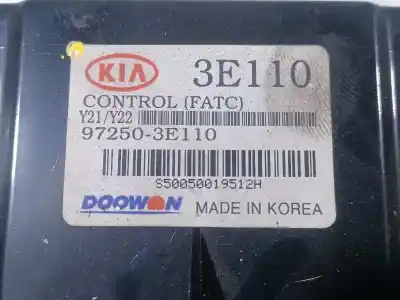 KIA 3E110
CONTROL (FATC)
Y21/Y22
97250-3E110
S50050019512H
DOOWON MADE IN KOREA